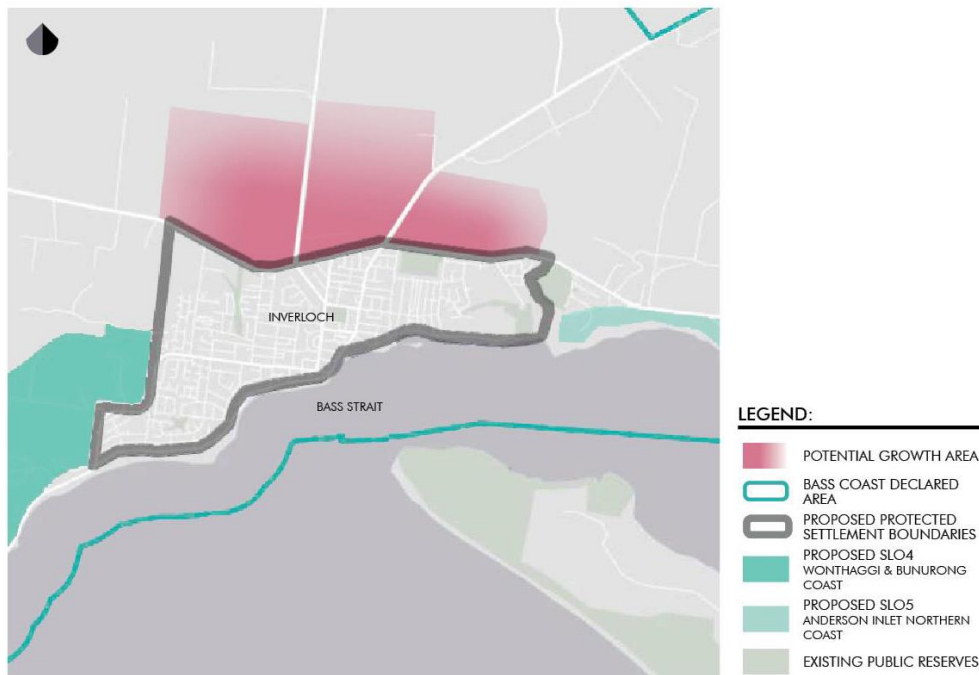 INVERLOCH
BASS STRAIT
LEGEND:
POTENTIAL GROWTH AREA
BASS COAST DECLARED
AREA
PROPOSED PROTECTED
SETTLEMENT BOUNDARIES
PROPOSED SLO4
WONTHAGGI & BUNURONG
COAST
PROPOSED SLO5
ANDERSON INLET NORTHERN
COAST
EXISTING PUBLIC RESERVES